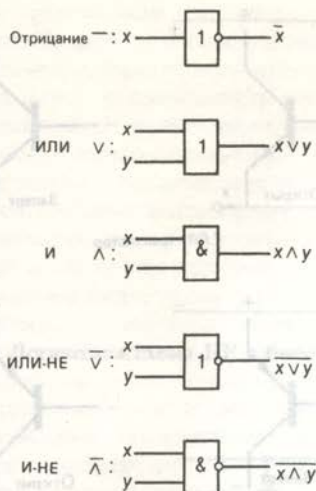 x
Отрицание —: x 1 x̄
x
ИЛИ ∨: 1 x∨y
y
x
И ∧: & x∧y
y
x
ИЛИ-НЕ ∨̅: 1 x∨y
y
x
И-НЕ ∧̅: & x∧y
y